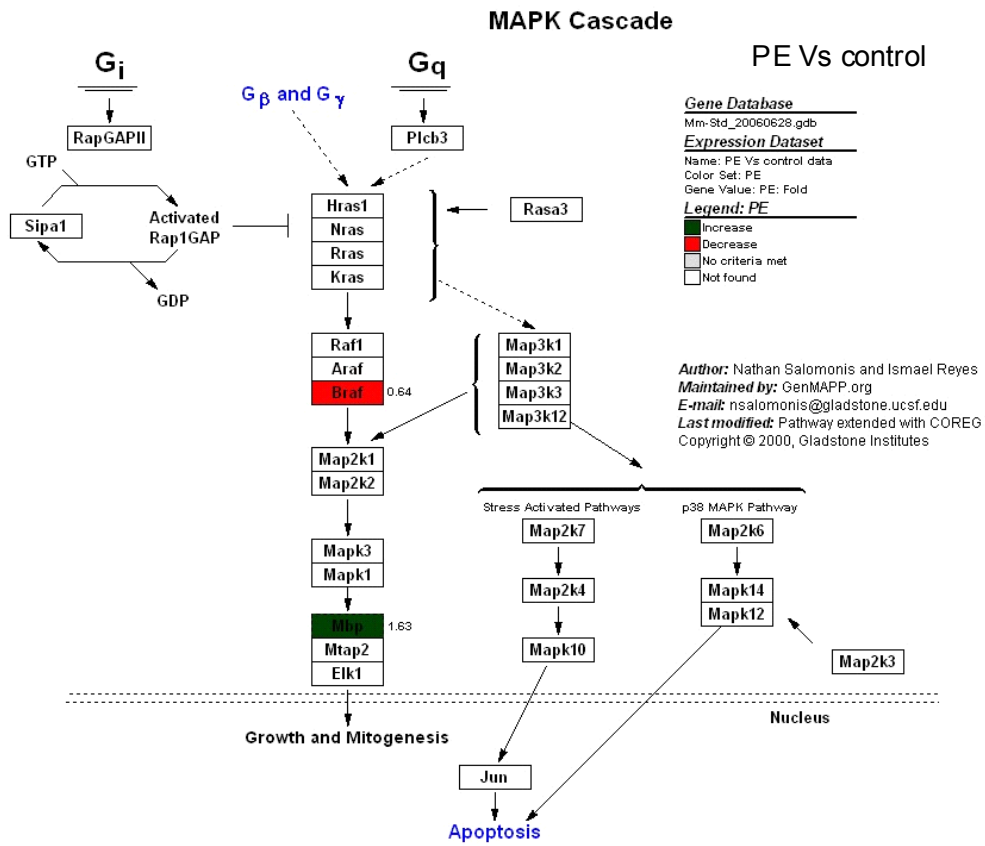 MAPK Cascade
PE Vs control
Gi
Gq
Gβ and Gγ
RapGAPII
Plcb3
GTP
Sipa1
Activated
Rap1GAP
GDP
Hras1
Nras
Rras
Kras
Rasa3
Gene Database
Mm-Std_20060628.gdb
Expression Dataset
Name: PE Vs control data
Color Set: PE
Gene Value: PE: Fold
Legend: PE
Increase
Decrease
No criteria met
Not found
Raf1
Araf
Braf 0.64
Map3k1
Map3k2
Map3k3
Map3k12
Author: Nathan Salomonis and Ismael Reyes
Maintained by: GenMAPP.org
E-mail: nsalomonis@gladstone.ucsf.edu
Last modified: Pathway extended with COREG
Copyright © 2000, Gladstone Institutes
Map2k1
Map2k2
Stress Activated Pathways
p38 MAPK Pathway
Map2k7
Map2k6
Mapk3
Mapk1
Map2k4
Mapk14
Mapk12
Mbp 1.63
Mtap2
Elk1
Mapk10
Map2k3
Nucleus
Growth and Mitogenesis
Jun
Apoptosis